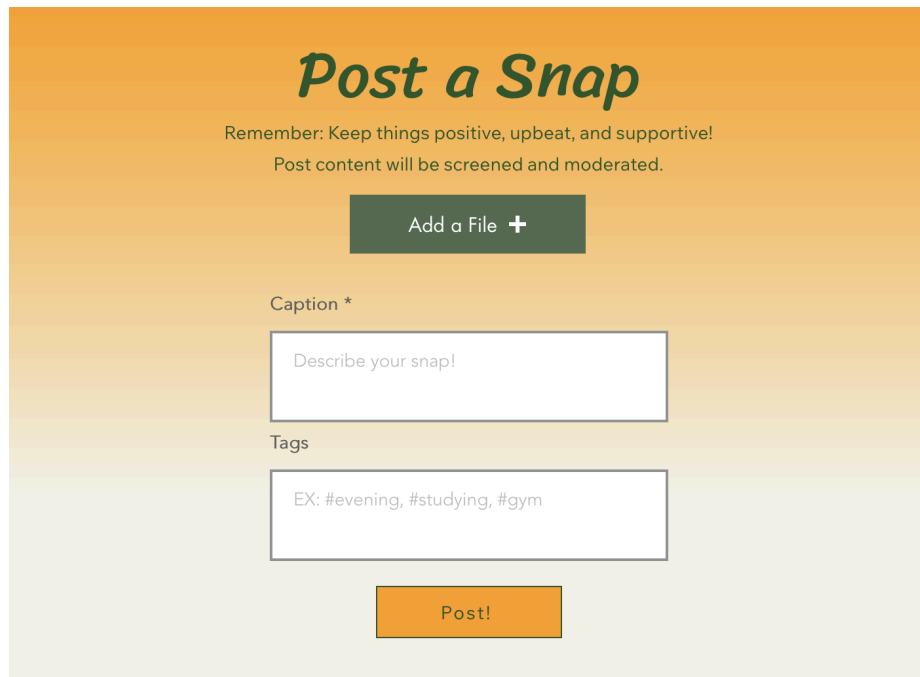 Post a Snap
Remember: Keep things positive, upbeat, and supportive!
Post content will be screened and moderated.
Add a File +
Caption *
Describe your snap!
Tags
EX: #evening, #studying, #gym
Post!